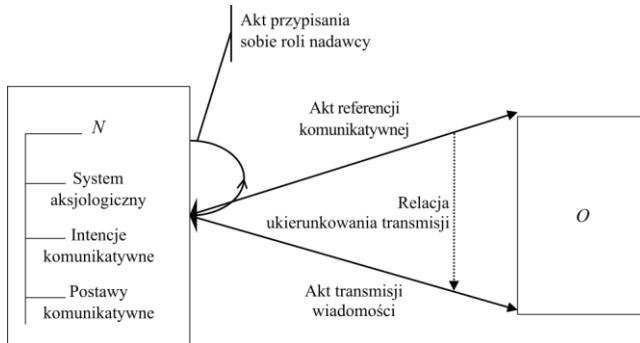 Akt przypisania
sobie roli nadawcy
N
System
aksjologiczny
Intencje
komunikatywne
Postawy
komunikatywne
Akt referencji
komunikatywnej
Relacja
ukierunkowania transmisji
Akt transmisji
wiadomości
O